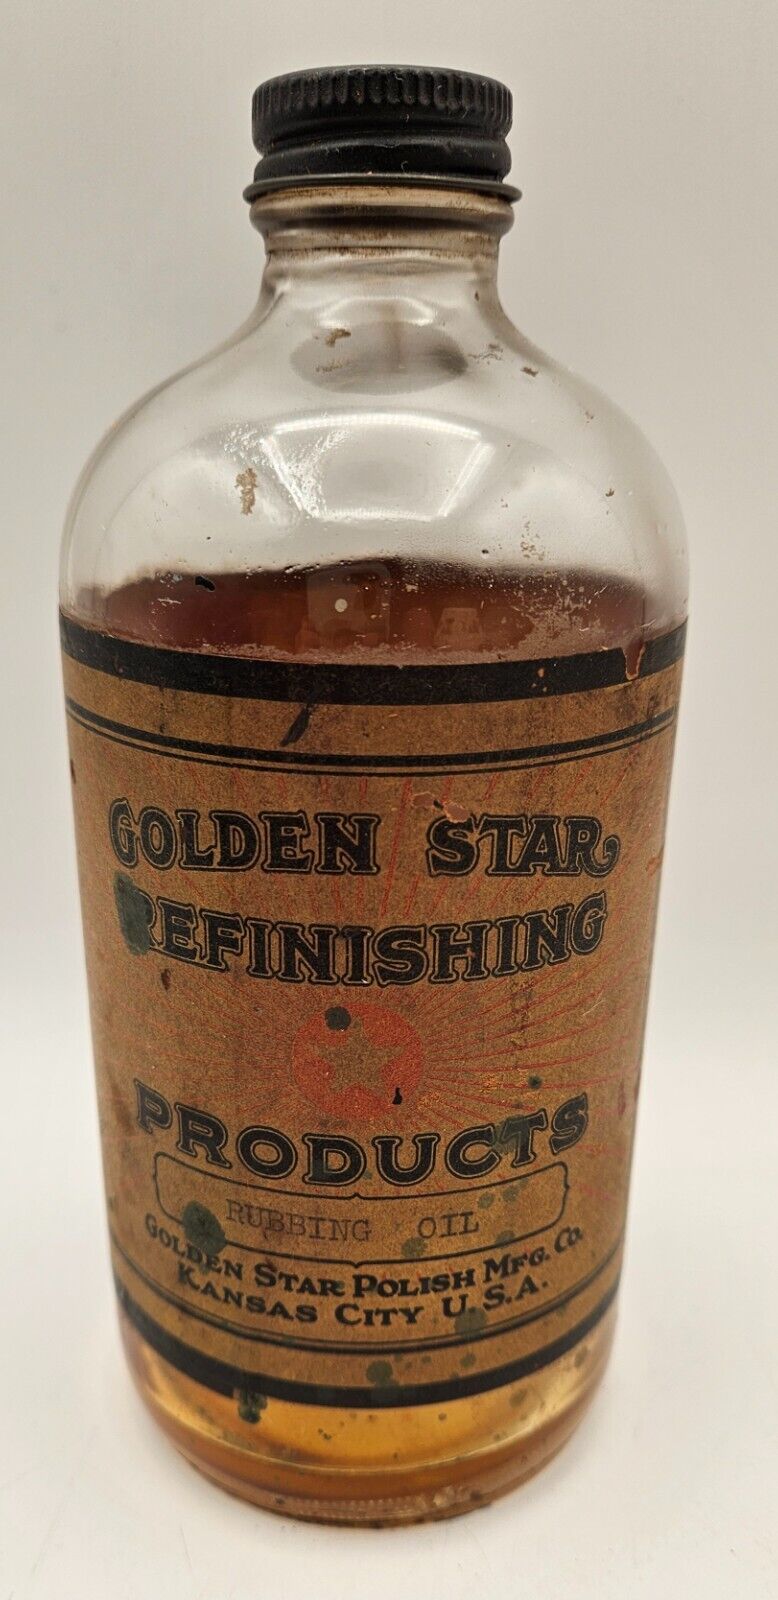 GOLDEN STAR
REFINISHING
PRODUCTS
RUBBING OIL
GOLDEN STAR POLISH MFG. CO.
KANSAS CITY U.S.A.